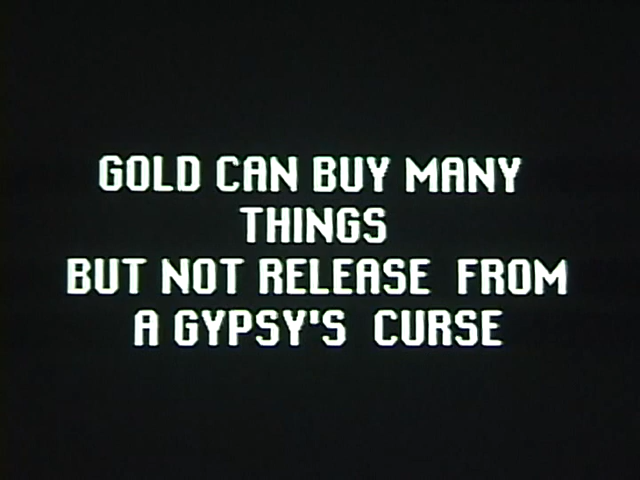 GOLD CAN BUY MANY
THINGS
BUT NOT RELEASE FROM
A GYPSY'S CURSE